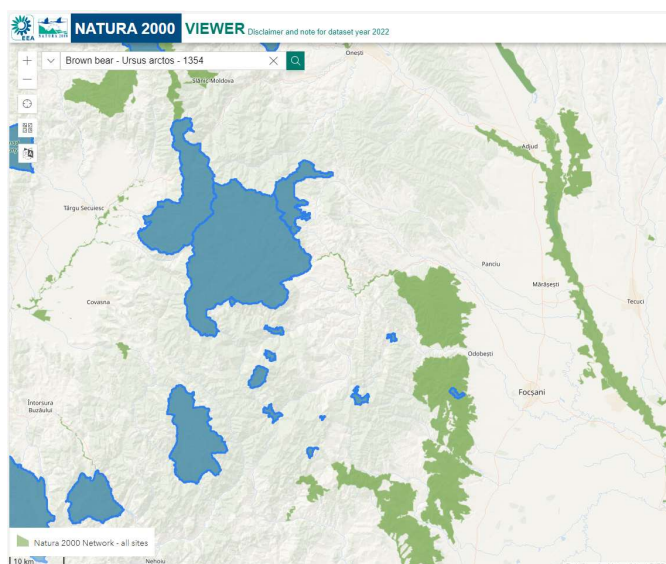 EEA
NATURA 2000
NATURA 2000 VIEWER Disclaimer and note for dataset year 2022
Brown bear - Ursus arctos - 1354
Onești
Slănic Moldova
Adjud
Târgu Secuiesc
Panciu
Mărășești
Covasna
Tecuci
Odobești
Focșani
Întorsura
Buzăului
Natura 2000 Network - all sites
Nehoiu
10 km